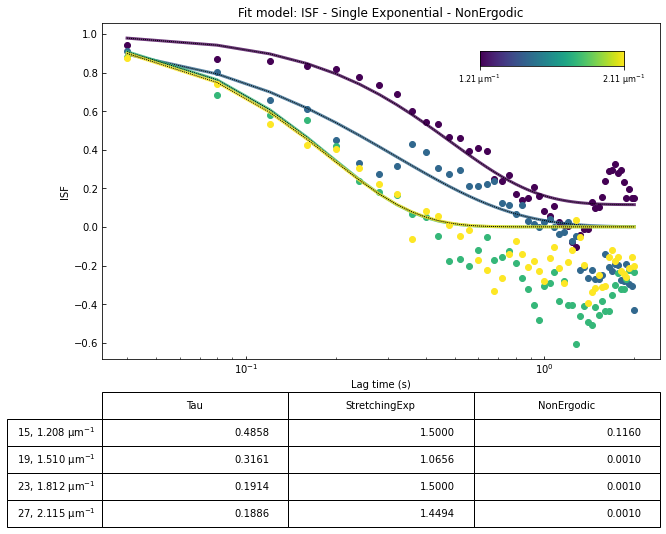 Fit model: ISF - Single Exponential - NonErgodic
1.0
0.8
0.6
0.4
0.2
0.0
−0.2
−0.4
−0.6
ISF
1.21 μm⁻¹ 2.11 μm⁻¹
10⁻¹ 10⁰
Lag time (s)
Tau StretchingExp NonErgodic
15, 1.208 μm⁻¹ 0.4858 1.5000 0.1160
19, 1.510 μm⁻¹ 0.3161 1.0656 0.0010
23, 1.812 μm⁻¹ 0.1914 1.5000 0.0010
27, 2.115 μm⁻¹ 0.1886 1.4494 0.0010